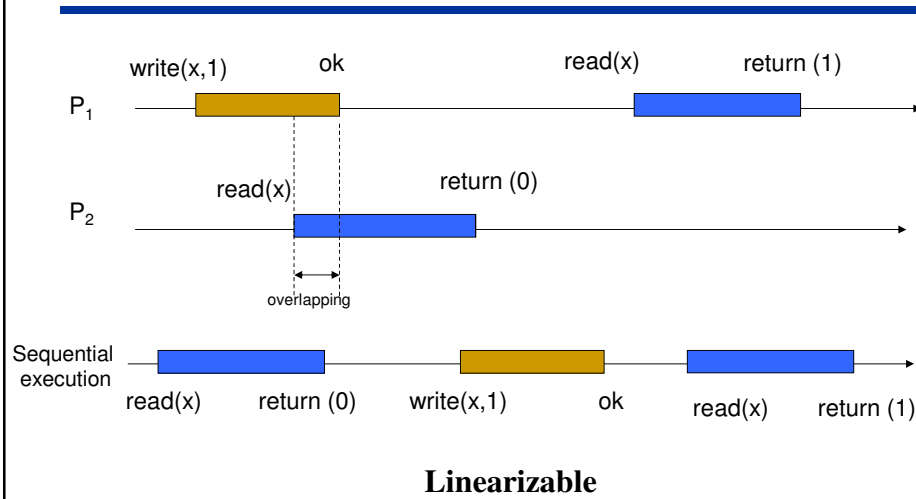 write(x,1) ok read(x) return (1)
P₁
read(x) return (0)
P₂
overlapping
Sequential
execution
read(x) return (0) write(x,1) ok read(x) return (1)
Linearizable